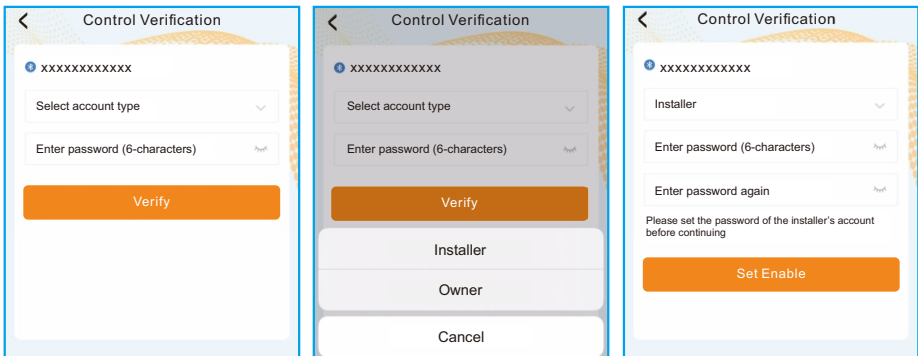 Control Verification
xxxxxxxxxxxx
Select account type
Enter password (6-characters)
Verify
Control Verification
xxxxxxxxxxxx
Select account type
Enter password (6-characters)
Verify
Installer
Owner
Cancel
Control Verification
xxxxxxxxxxxx
Installer
Enter password (6-characters)
Enter password again
Please set the password of the installer's account
before continuing
Set Enable